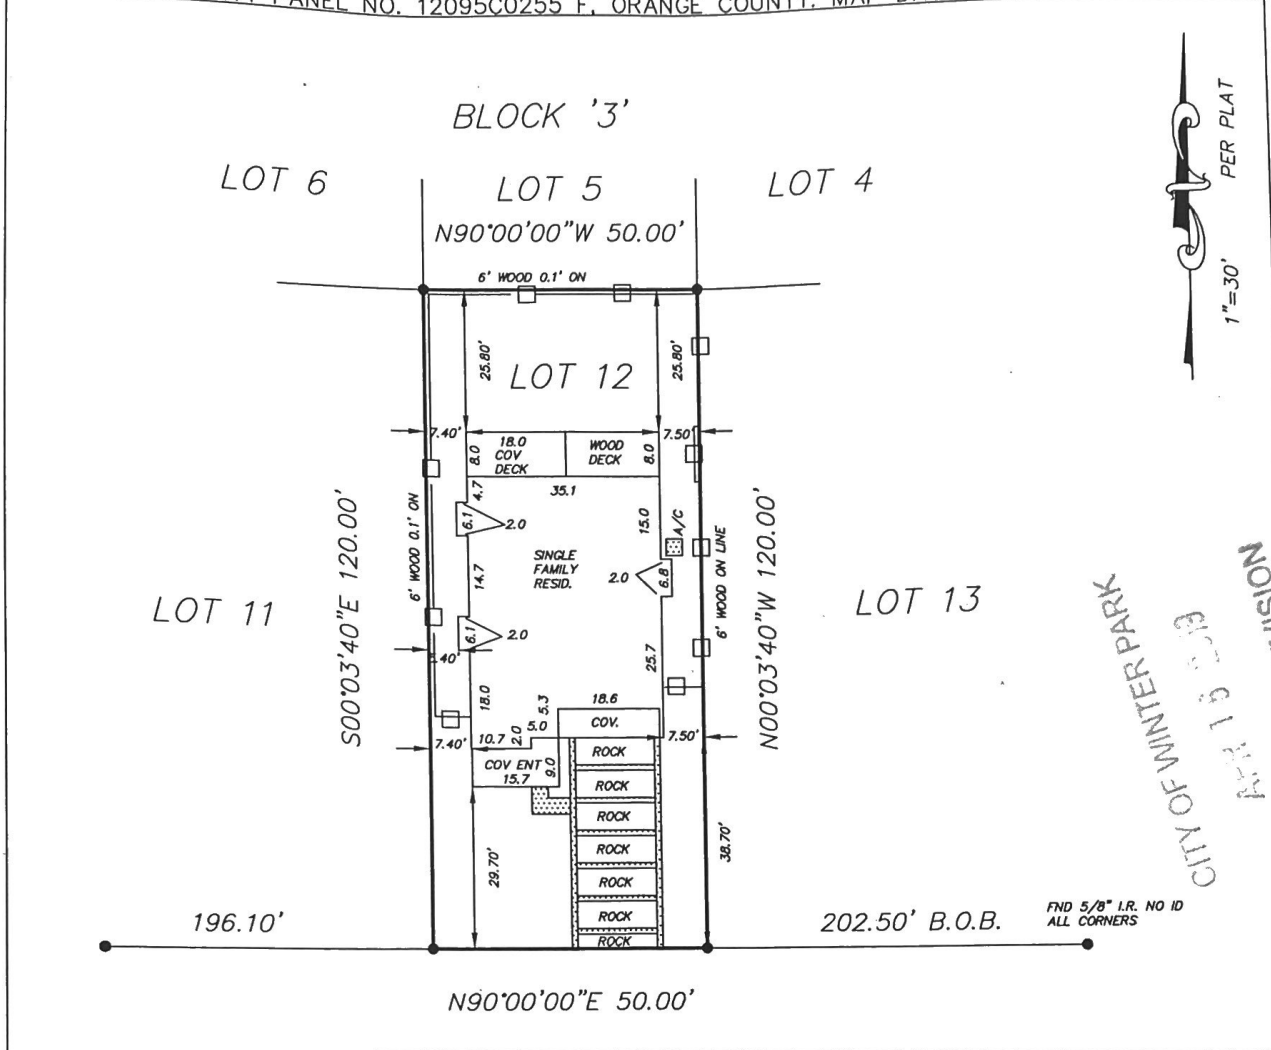 PANEL NO. 12095C0255 F, ORANGE COUNTY.
BLOCK '3'
LOT 6
LOT 5
LOT 4
N90°00'00"W 50.00'
PER PLAT
1"=30'
6' WOOD 0.1' ON
25.80'
25.80'
LOT 12
7.40'
7.50'
8.0
18.0
COV
DECK
WOOD
DECK
8.0
4.7
35.1
6.1
2.0
15.0
A/C
SINGLE
FAMILY
RESID.
2.0
6.8
14.7
6' WOOD 0.1' ON
6' WOOD ON LINE
S00°03'40"E 120.00'
N00°03'40"W 120.00'
LOT 11
LOT 13
6.1
2.0
.40'
25.7
18.0
5.3
18.6
COV.
5.0
2.0
7.40'
10.7
7.50'
COV ENT
15.7
9.0
ROCK
ROCK
ROCK
ROCK
ROCK
ROCK
ROCK
29.70'
38.70'
CITY OF WINTER PARK
196.10'
202.50' B.O.B.
FND 5/8" I.R. NO ID
ALL CORNERS
N90°00'00"E 50.00'